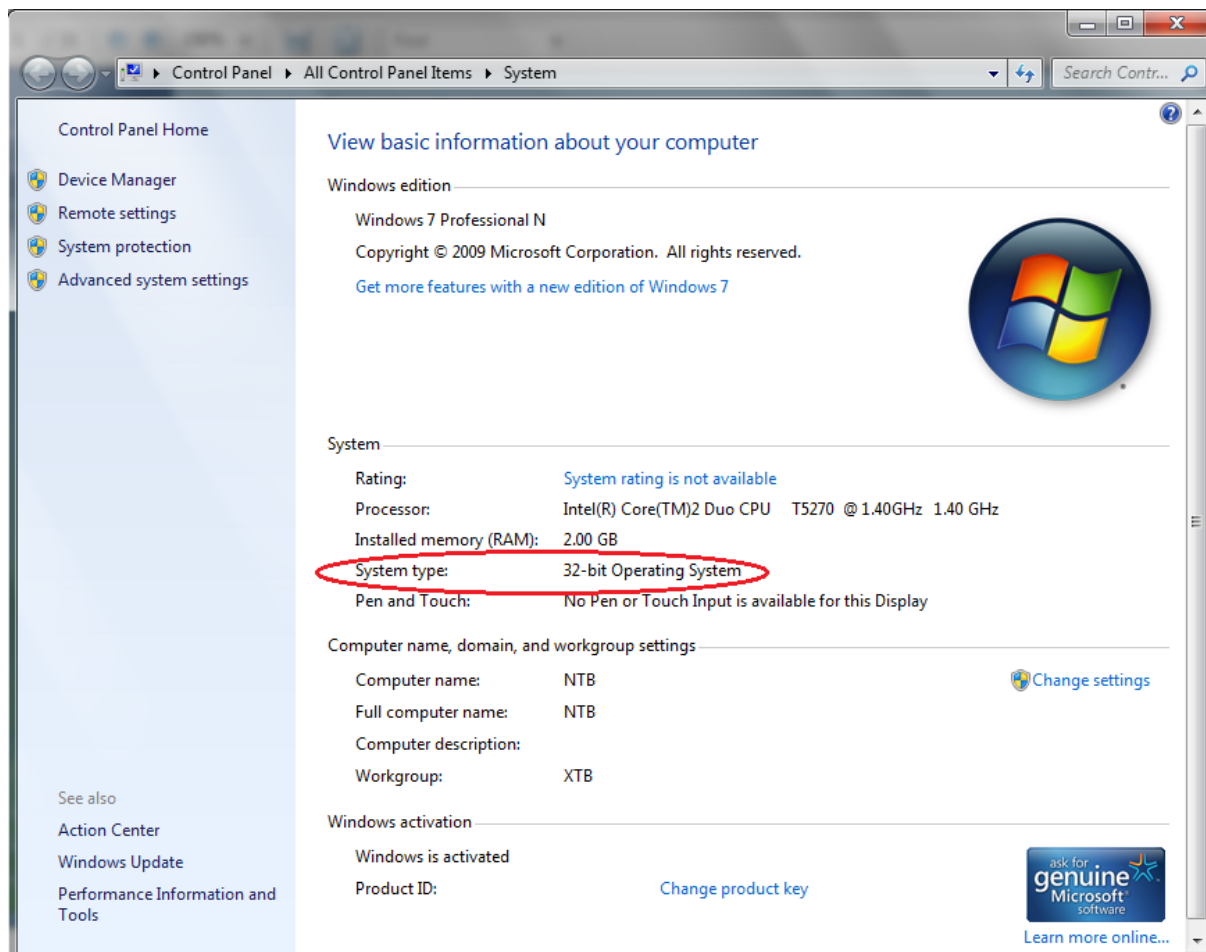 Control Panel ▸ All Control Panel Items ▸ System
Search Contr...
Control Panel Home
Device Manager
Remote settings
System protection
Advanced system settings
See also
Action Center
Windows Update
Performance Information and
Tools
View basic information about your computer
Windows edition
Windows 7 Professional N
Copyright © 2009 Microsoft Corporation. All rights reserved.
Get more features with a new edition of Windows 7
System
Rating: System rating is not available
Processor: Intel(R) Core(TM)2 Duo CPU T5270 @ 1.40GHz 1.40 GHz
Installed memory (RAM): 2.00 GB
System type: 32-bit Operating System
Pen and Touch: No Pen or Touch Input is available for this Display
Computer name, domain, and workgroup settings
Computer name: NTB
Change settings
Full computer name: NTB
Computer description:
Workgroup: XTB
Windows activation
Windows is activated
Product ID: Change product key
ask for
genuine
Microsoft®
software
Learn more online...